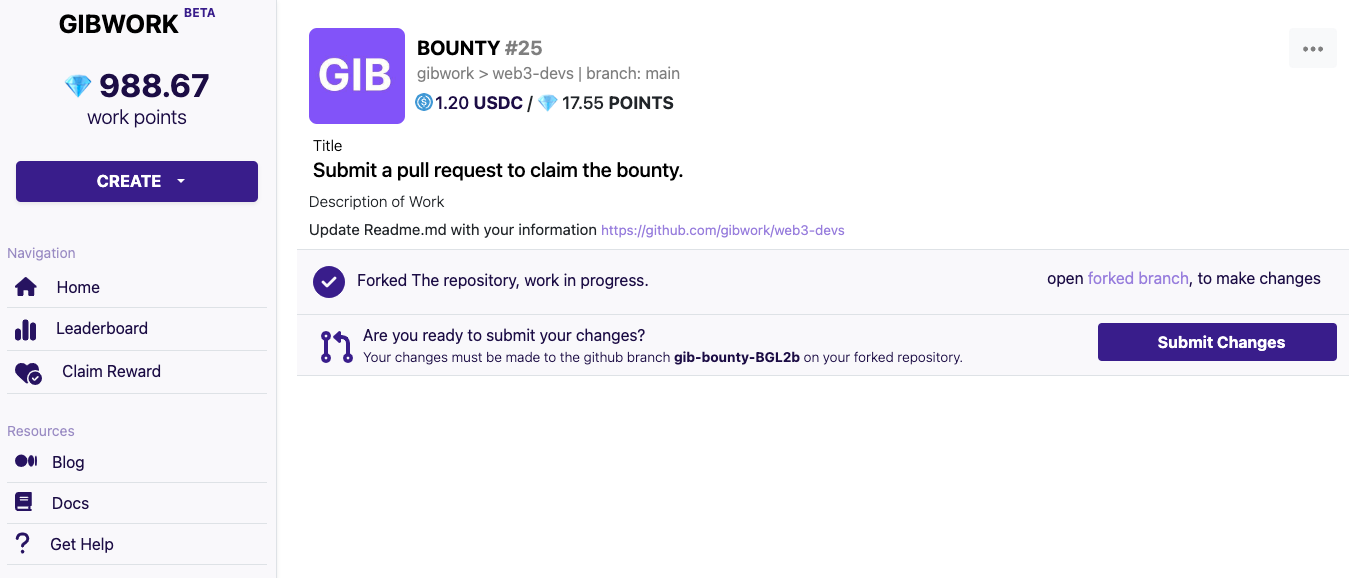 GIBWORK BETA
988.67
work points
CREATE
Navigation
Home
Leaderboard
Claim Reward
Resources
Blog
Docs
Get Help
GIB
BOUNTY #25
gibwork > web3-devs | branch: main
1.20 USDC / 17.55 POINTS
Title
Submit a pull request to claim the bounty.
Description of Work
Update Readme.md with your information https://github.com/gibwork/web3-devs
Forked The repository, work in progress.
open forked branch, to make changes
Are you ready to submit your changes?
Your changes must be made to the github branch gib-bounty-BGL2b on your forked repository.
Submit Changes